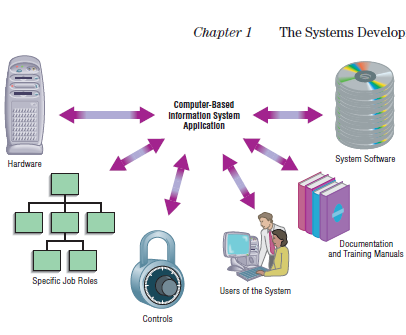 Chapter 1 The Systems Develop
Computer-Based
Information System
Application
Hardware
System Software
Specific Job Roles
Documentation
and Training Manuals
Users of the System
Controls